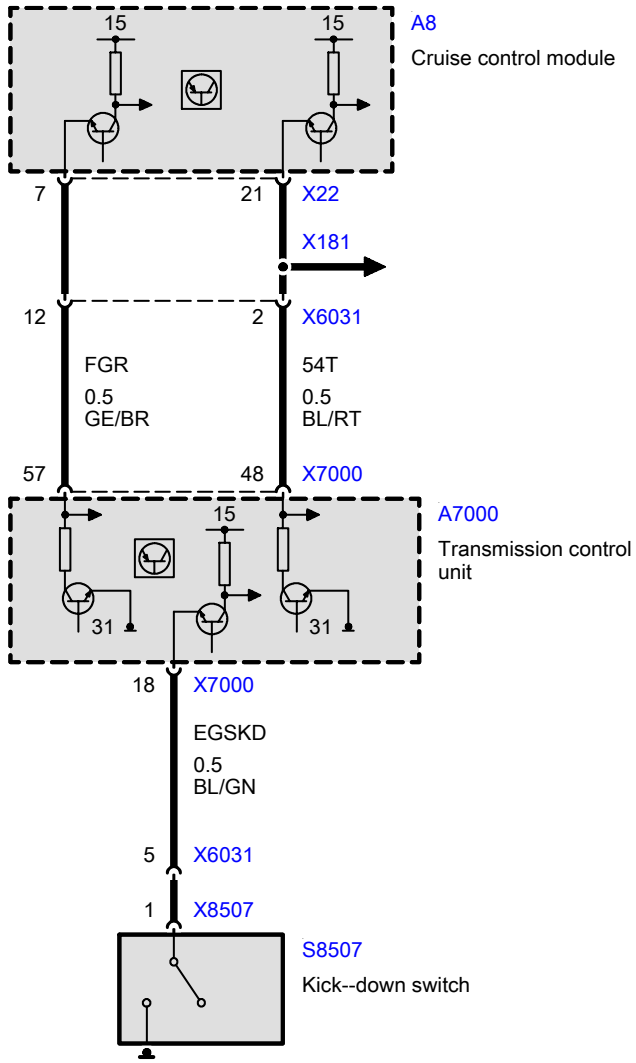 15
15
A8
Cruise control module
7
21
X22
X181
12
2
X6031
FGR
54T
0.5
0.5
GE/BR
BL/RT
57
48
X7000
15
A7000
Transmission control
unit
31
31
18
X7000
EGSKD
0.5
BL/GN
5
X6031
1
X8507
S8507
Kick--down switch